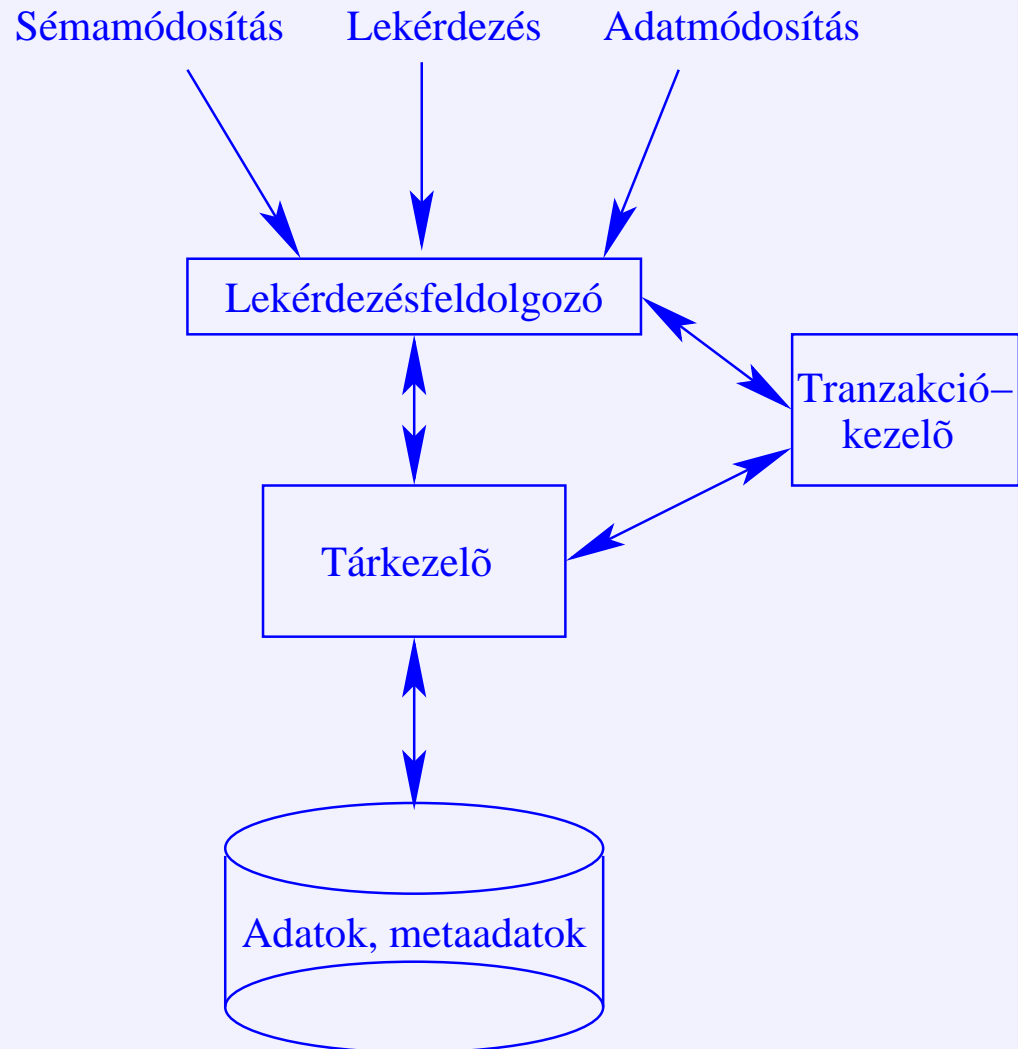 Sémamódosítás Lekérdezés Adatmódosítás
Lekérdezésfeldolgozó
Tranzakció–
kezelõ
Tárkezelõ
Adatok, metaadatok